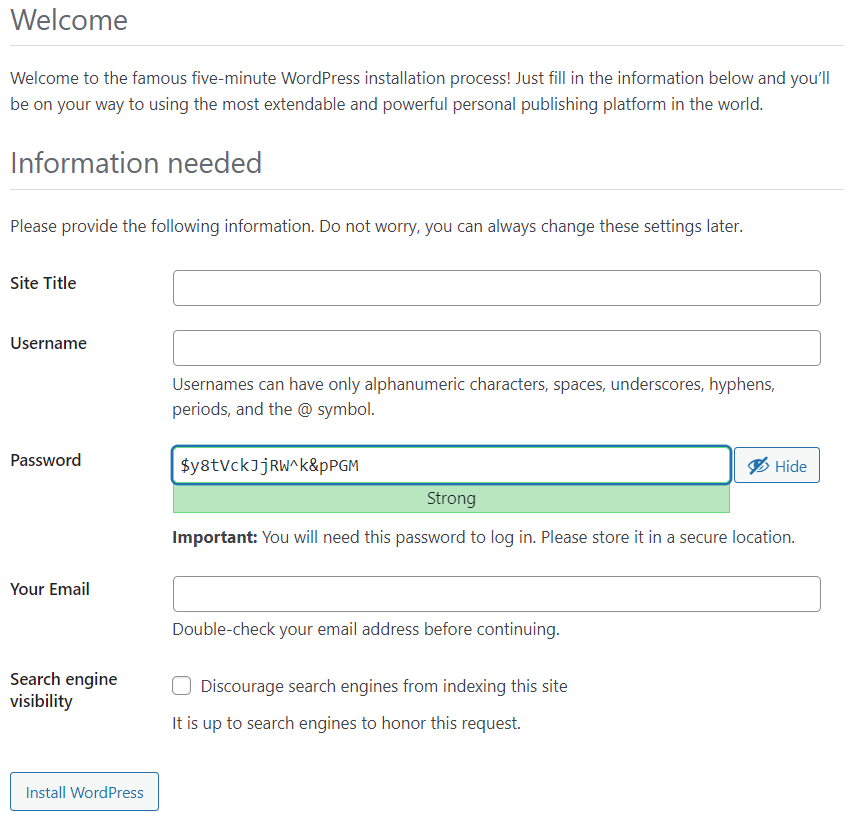 Welcome
Welcome to the famous five-minute WordPress installation process! Just fill in the information below and you’ll
be on your way to using the most extendable and powerful personal publishing platform in the world.
Information needed
Please provide the following information. Do not worry, you can always change these settings later.
Site Title
Username
Usernames can have only alphanumeric characters, spaces, underscores, hyphens,
periods, and the @ symbol.
Password
$y8tVckJjRW^k&pPGM
Hide
Strong
Important: You will need this password to log in. Please store it in a secure location.
Your Email
Double-check your email address before continuing.
Search engine
visibility
Discourage search engines from indexing this site
It is up to search engines to honor this request.
Install WordPress